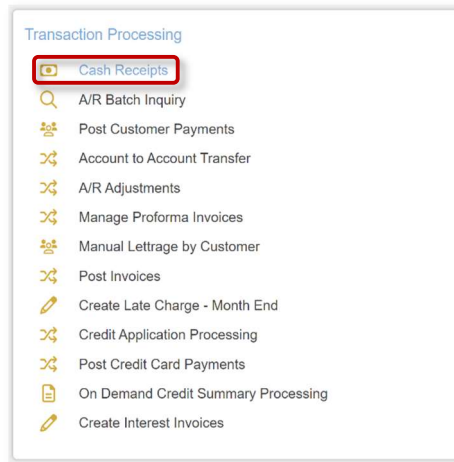 Transaction Processing
Cash Receipts
A/R Batch Inquiry
Post Customer Payments
Account to Account Transfer
A/R Adjustments
Manage Proforma Invoices
Manual Lettrage by Customer
Post Invoices
Create Late Charge - Month End
Credit Application Processing
Post Credit Card Payments
On Demand Credit Summary Processing
Create Interest Invoices